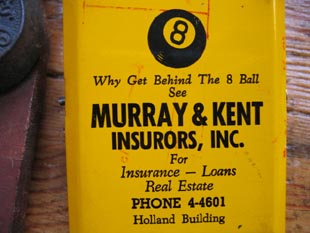 8
Why Get Behind The 8 Ball
See
MURRAY & KENT
INSURORS, INC.
For
Insurance — Loans
Real Estate
PHONE 4-4601
Holland Building